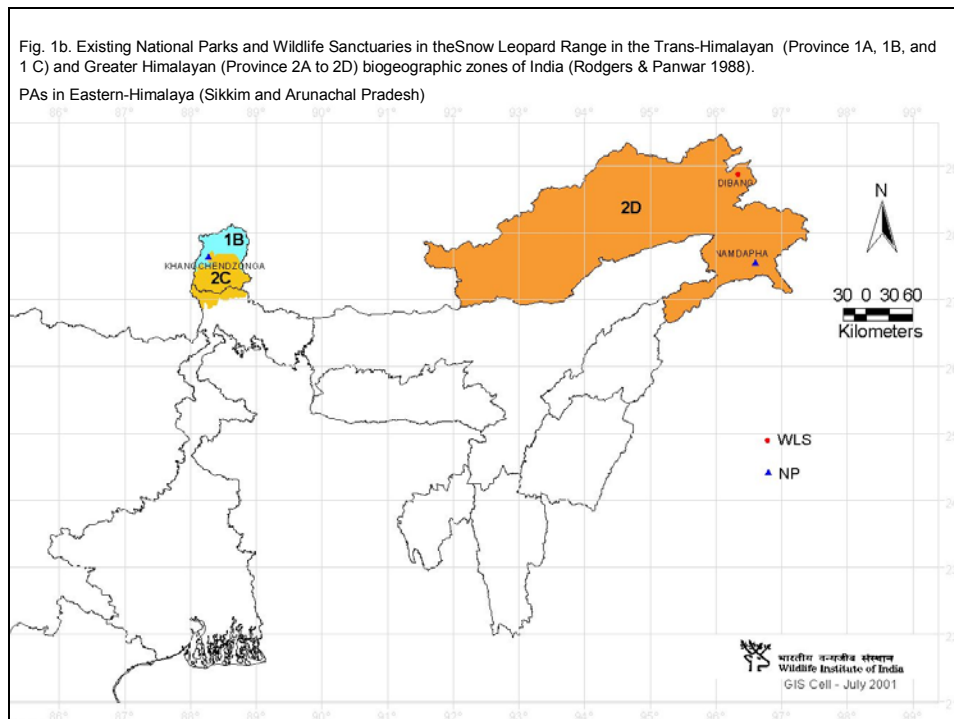 Fig. 1b. Existing National Parks and Wildlife Sanctuaries in theSnow Leopard Range in the Trans-Himalayan (Province 1A, 1B, and
1 C) and Greater Himalayan (Province 2A to 2D) biogeographic zones of India (Rodgers & Panwar 1988).
PAs in Eastern-Himalaya (Sikkim and Arunachal Pradesh)
86° 87° 88° 89° 90° 91° 92° 93° 94° 95° 96° 97° 98° 99°
DIBANG
2D
N
1B
NAMDAPHA
KHANGCHENDZONGA
2C
30 0 30 60
Kilometers
WLS
NP
भारतीय वन्यजीव संस्थान
Wildlife Institute of India
GIS Cell - July 2001
86° 87° 88° 89° 90° 91° 92° 93° 94° 95° 96° 97° 98° 99°